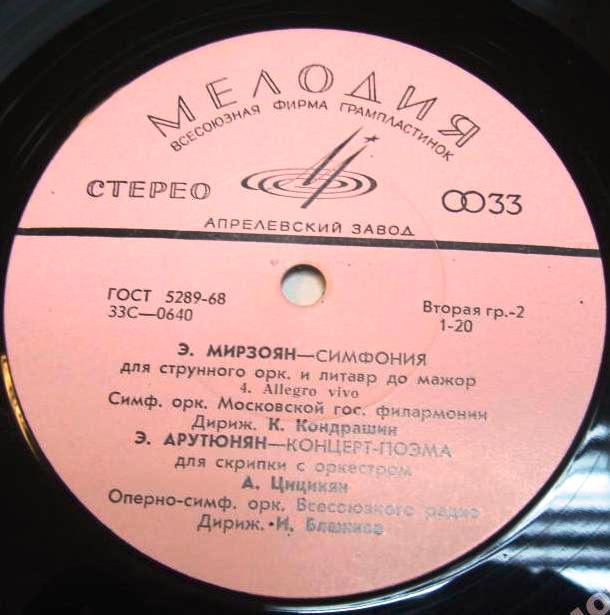 МЕЛОДИЯ
ВСЕСОЮЗНАЯ ФИРМА ГРАМПЛАСТИНОК
СТЕРЕО
33
АПРЕЛЕВСКИЙ ЗАВОД
ГОСТ 5289-68
33С—0640
Вторая гр.-2
1-20
Э. МИРЗОЯН—СИМФОНИЯ
для струнного орк. и литавр до мажор
4. Allegro vivo
Симф. орк. Московской гос. филармонии
Дириж. К. Кондрашин
Э. АРУТЮНЯН—КОНЦЕРТ-ПОЭМА
для скрипки с оркестром
А. Цицикян
Оперно-симф. орк. Всесоюзного радио
Дириж. И.